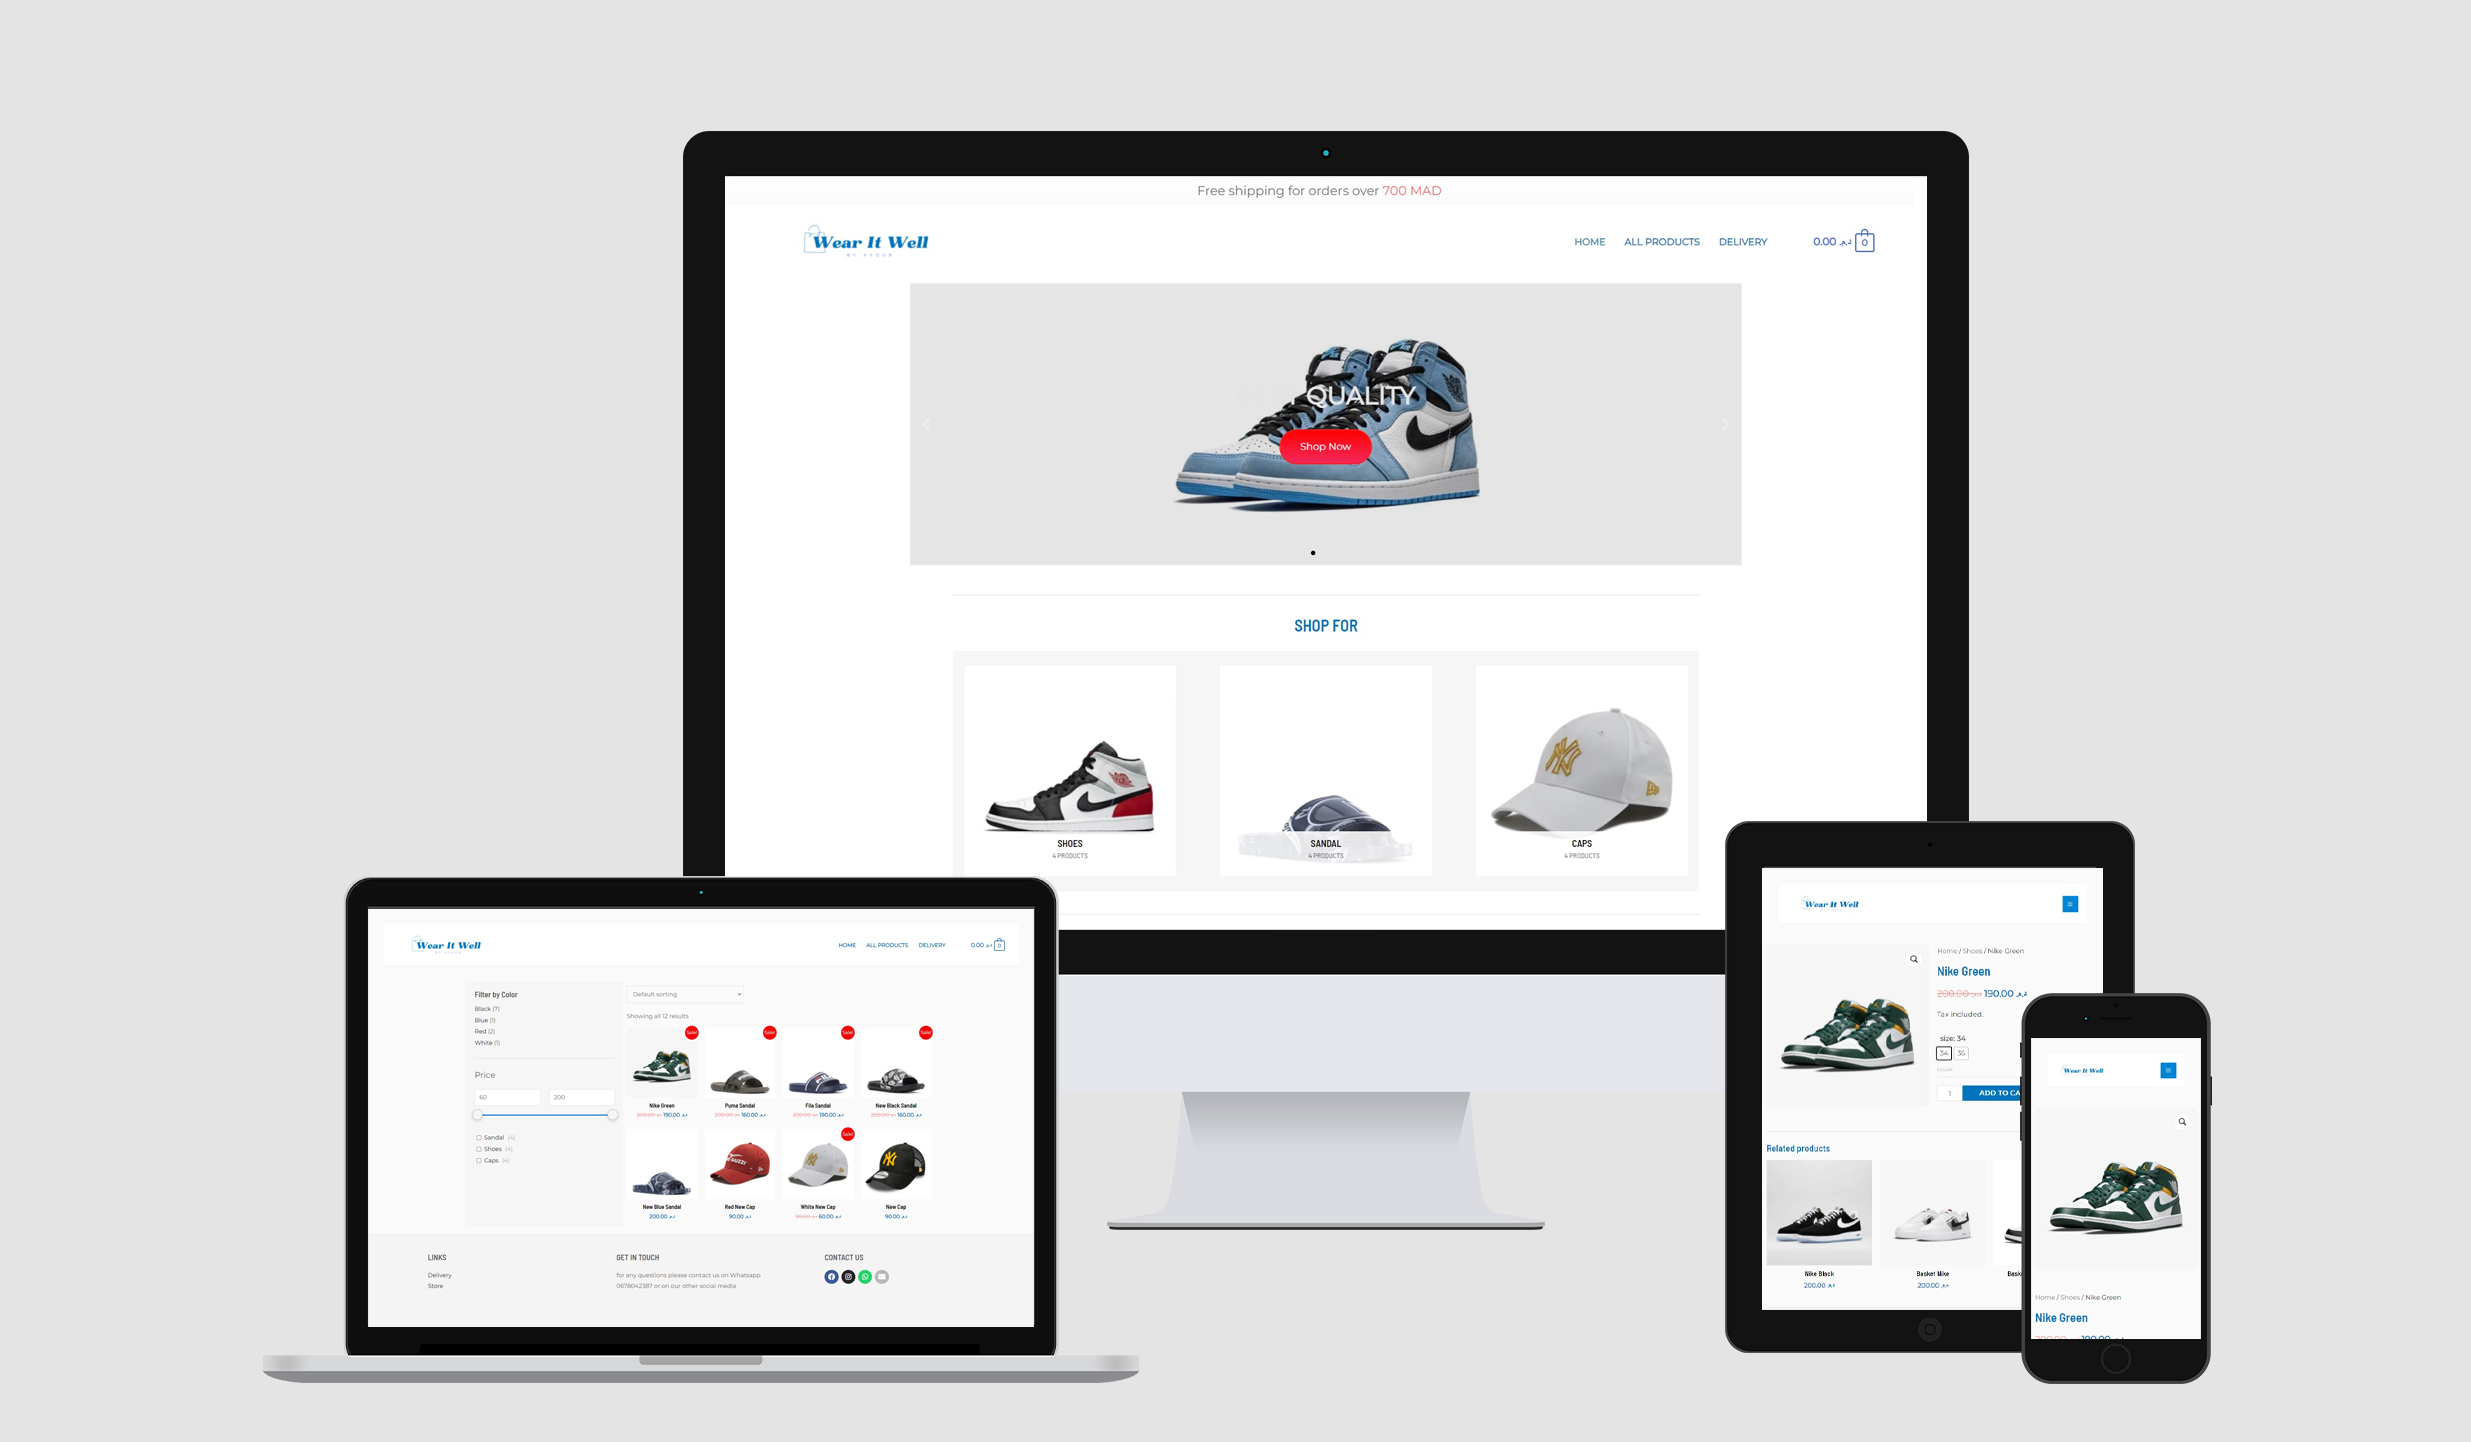 Free shipping for orders over 700 MAD
Wear It Well
BY AYOUB
HOME ALL PRODUCTS DELIVERY 0.00 د.م. 0
QUALITY
Shop Now
SHOP FOR
SHOES
4 PRODUCTS
SANDAL
4 PRODUCTS
CAPS
4 PRODUCTS
Wear It Well
BY AYOUB
HOME ALL PRODUCTS DELIVERY 0.00 د.م. 0
Filter by Color
Black (7)
Blue (1)
Red (2)
White (1)
Price
60 200
Sandal (4)
Shoes (4)
Caps (4)
Default sorting
Showing all 12 results
Sale! Sale! Sale! Sale!
Nike Green
200.00 د.م. 190.00 د.م.
Puma Sandal
200.00 د.م. 160.00 د.م.
Fila Sandal
200.00 د.م. 190.00 د.م.
New Black Sandal
200.00 د.م. 160.00 د.م.
Sale!
New Blue Sandal
200.00 د.م.
Red New Cap
90.00 د.م.
White New Cap
90.00 د.م. 60.00 د.م.
New Cap
90.00 د.م.
LINKS
Delivery
Store
GET IN TOUCH
for any questions please contact us on Whatsapp
0678042387 or on our other social media
CONTACT US
Wear It Well
Home / Shoes / Nike Green
Nike Green
200.00 د.م. 190.00 د.م.
Tax included.
size: 34
34 36
1 ADD TO CA
Related products
Nike Black
200.00 د.م.
Basket Nike
200.00 د.م.
Bask
Wear It Well
Home / Shoes / Nike Green
Nike Green
200.00 د.م. 190.00 د.م.